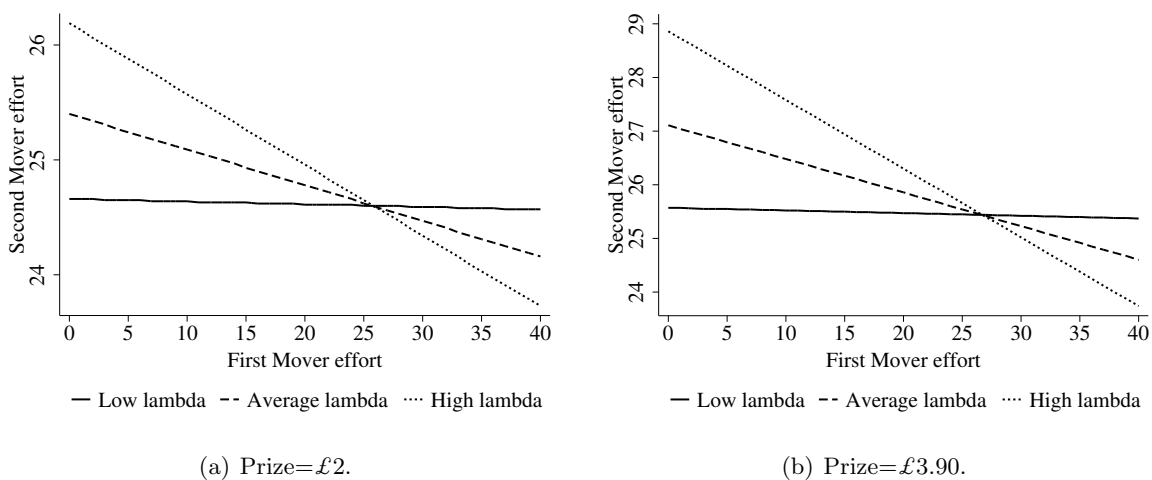 Second Mover effort
26
25
24
0 5 10 15 20 25 30 35 40
First Mover effort
Low lambda Average lambda High lambda
(a) Prize=£2.
Second Mover effort
29
28
27
26
25
24
0 5 10 15 20 25 30 35 40
First Mover effort
Low lambda Average lambda High lambda
(b) Prize=£3.90.